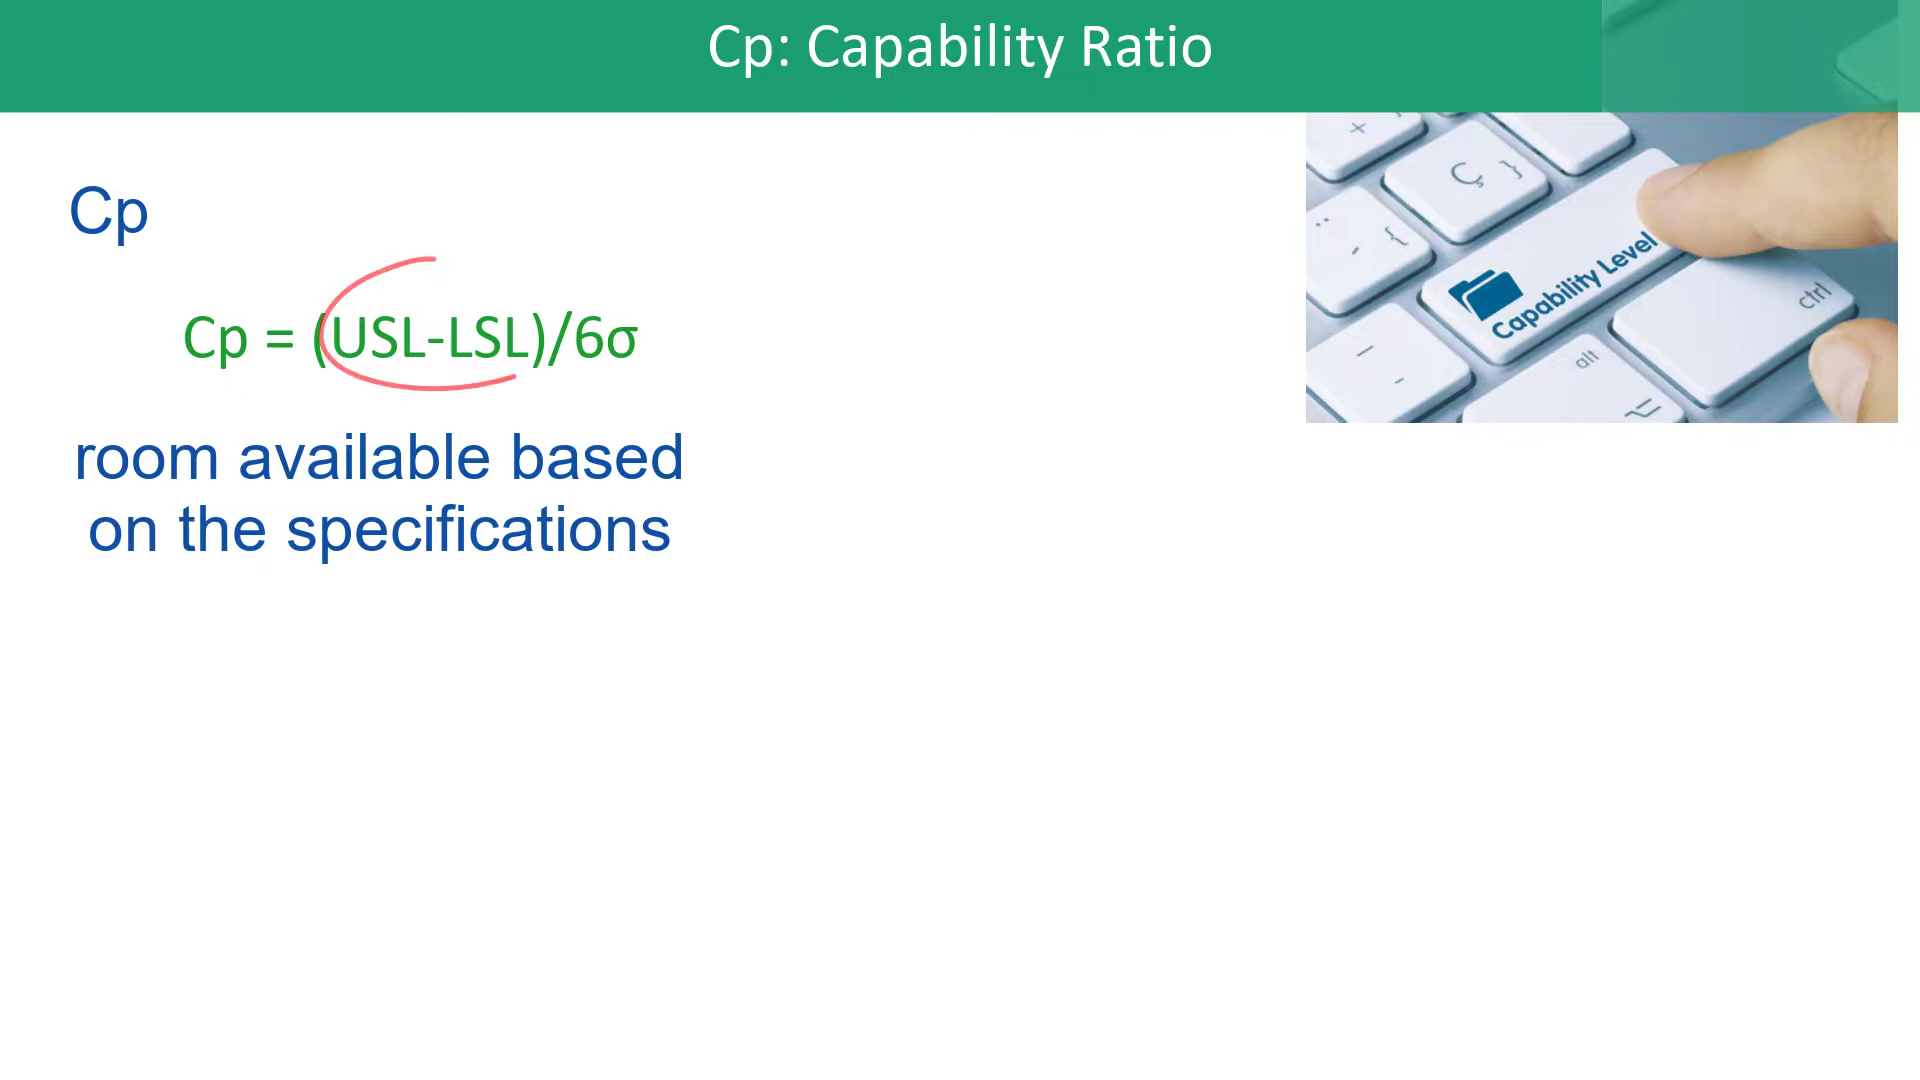 Cp: Capability Ratio
Cp
Cp = (USL-LSL)/6σ
room available based
on the specifications
+
Ç }
{
Capability Level
ctrl
alt